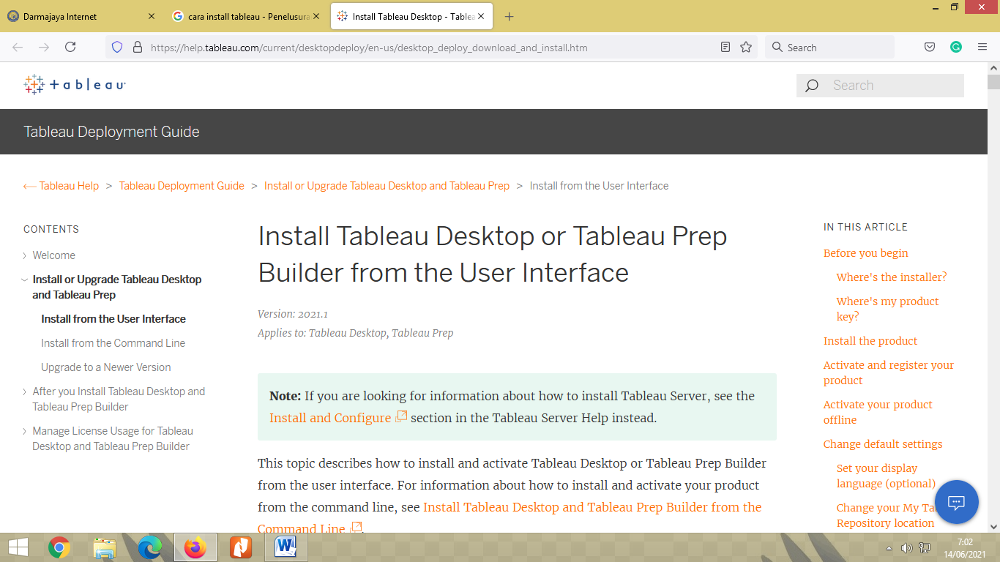 Darmajaya Internet
cara install tableau - Penelusura
Install Tableau Desktop - Tablea
https://help.tableau.com/current/desktopdeploy/en-us/desktop_deploy_download_and_install.htm
Search
+ a b l e a u
Search
Tableau Deployment Guide
Tableau Help > Tableau Deployment Guide > Install or Upgrade Tableau Desktop and Tableau Prep > Install from the User Interface
CONTENTS
Welcome
Install or Upgrade Tableau Desktop
and Tableau Prep
Install from the User Interface
Install from the Command Line
Upgrade to a Newer Version
After you Install Tableau Desktop and
Tableau Prep Builder
Manage License Usage for Tableau
Desktop and Tableau Prep Builder
Install Tableau Desktop or Tableau Prep
Builder from the User Interface
Version: 2021.1
Applies to: Tableau Desktop, Tableau Prep
Note: If you are looking for information about how to install Tableau Server, see the
Install and Configure section in the Tableau Server Help instead.
This topic describes how to install and activate Tableau Desktop or Tableau Prep Builder
from the user interface. For information about how to install and activate your product
from the command line, see Install Tableau Desktop and Tableau Prep Builder from the
Command Line.
IN THIS ARTICLE
Before you begin
Where's the installer?
Where's my product
key?
Install the product
Activate and register your
product
Activate your product
offline
Change default settings
Set your display
language (optional)
Change your My Ta
Repository location
7:02
14/06/2021